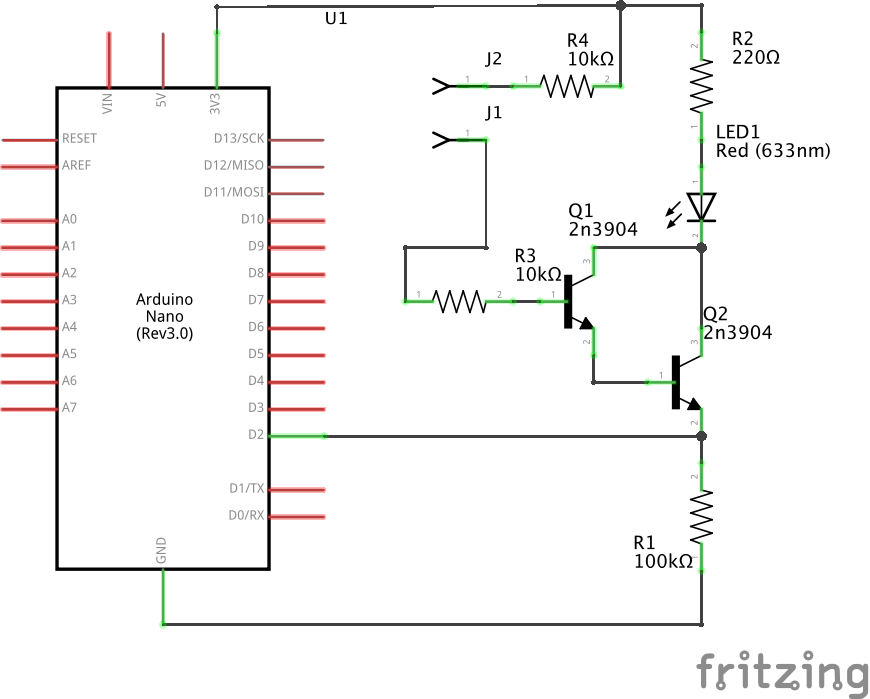 U1
VIN
5V
3V3
RESET
AREF
A0
A1
A2
A3
A4
A5
A6
A7
Arduino
Nano
(Rev3.0)
D13/SCK
D12/MISO
D11/MOSI
D10
D9
D8
D7
D6
D5
D4
D3
D2
D1/TX
D0/RX
GND
J2
1
J1
1
R4
10kΩ
1
2
R2
220Ω
2
1
LED1
Red (633nm)
1
2
Q1
2n3904
3
1
2
R3
10kΩ
1
2
Q2
2n3904
3
1
2
R1
100kΩ
2
1
fritzing